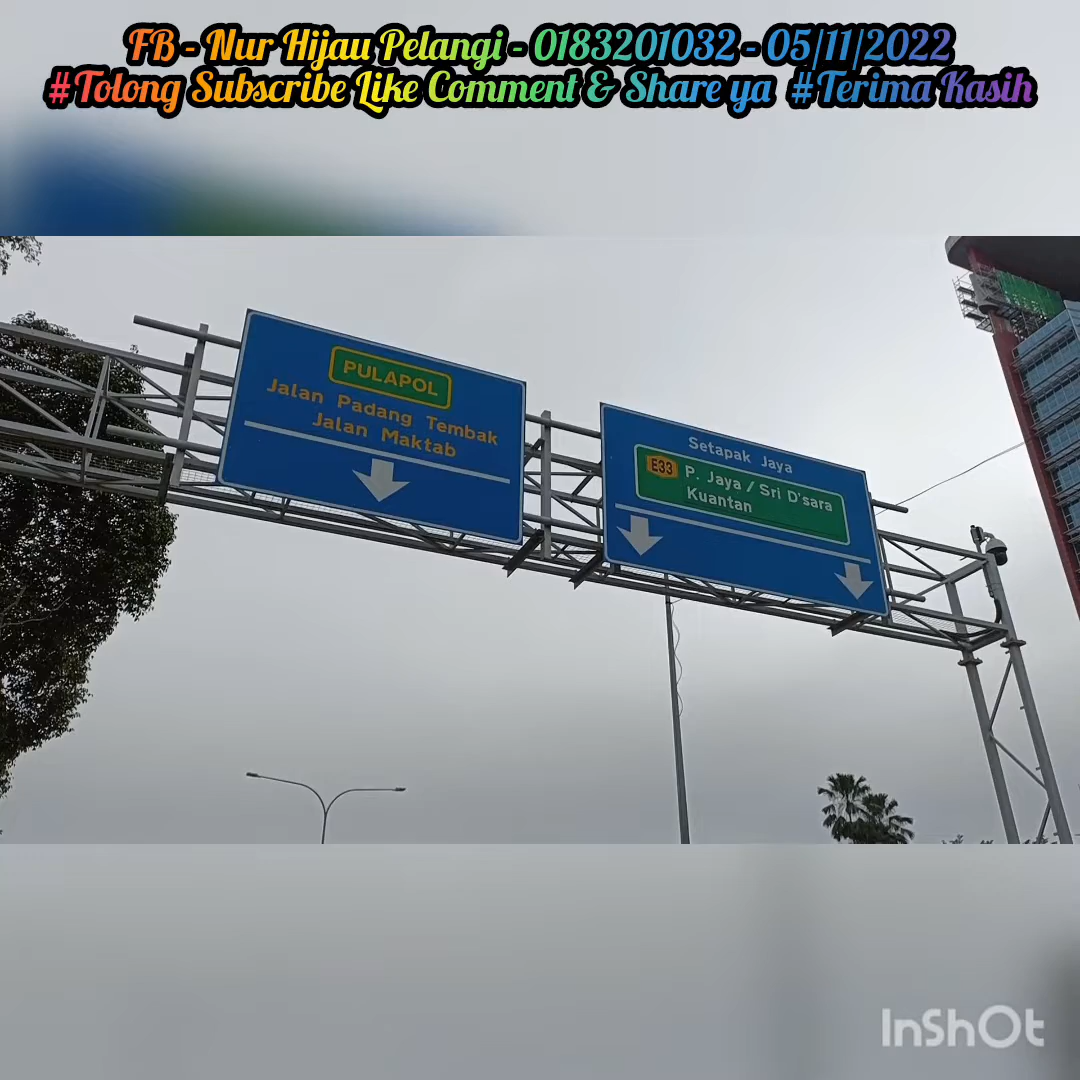 FB - Nur Hijau Pelangi - 0183201032 - 05/11/2022
#Tolong Subscribe Like Comment & Share ya #Terima Kasih
PULAPOL
Jalan Padang Tembak
Jalan Maktab
Setapak Jaya
E33 P. Jaya / Sri D'sara
Kuantan
InShOt